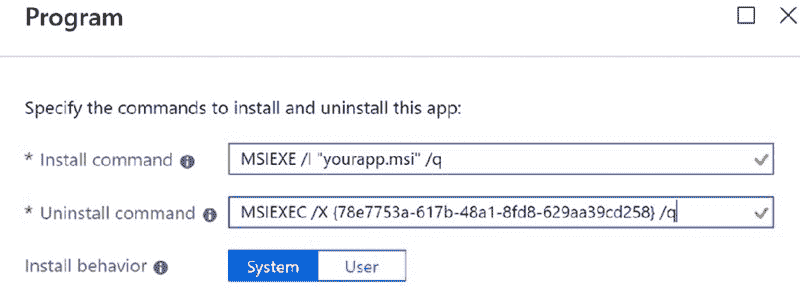 Program
Specify the commands to install and uninstall this app:
* Install command
MSIEXE /I "yourapp.msi" /q
* Uninstall command
MSIEXEC /X {78e7753a-617b-48a1-8fd8-629aa39cd258} /q
Install behavior
System User